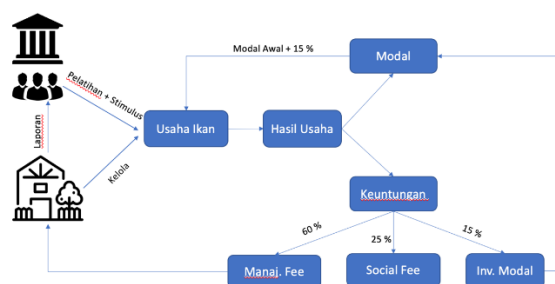 Modal Awal + 15 %
Modal
Pelatihan + Stimulus
Usaha Ikan
Hasil Usaha
Laporan
Kelola
Keuntungan
60 %
25 %
15 %
Manaj. Fee
Social Fee
Inv. Modal